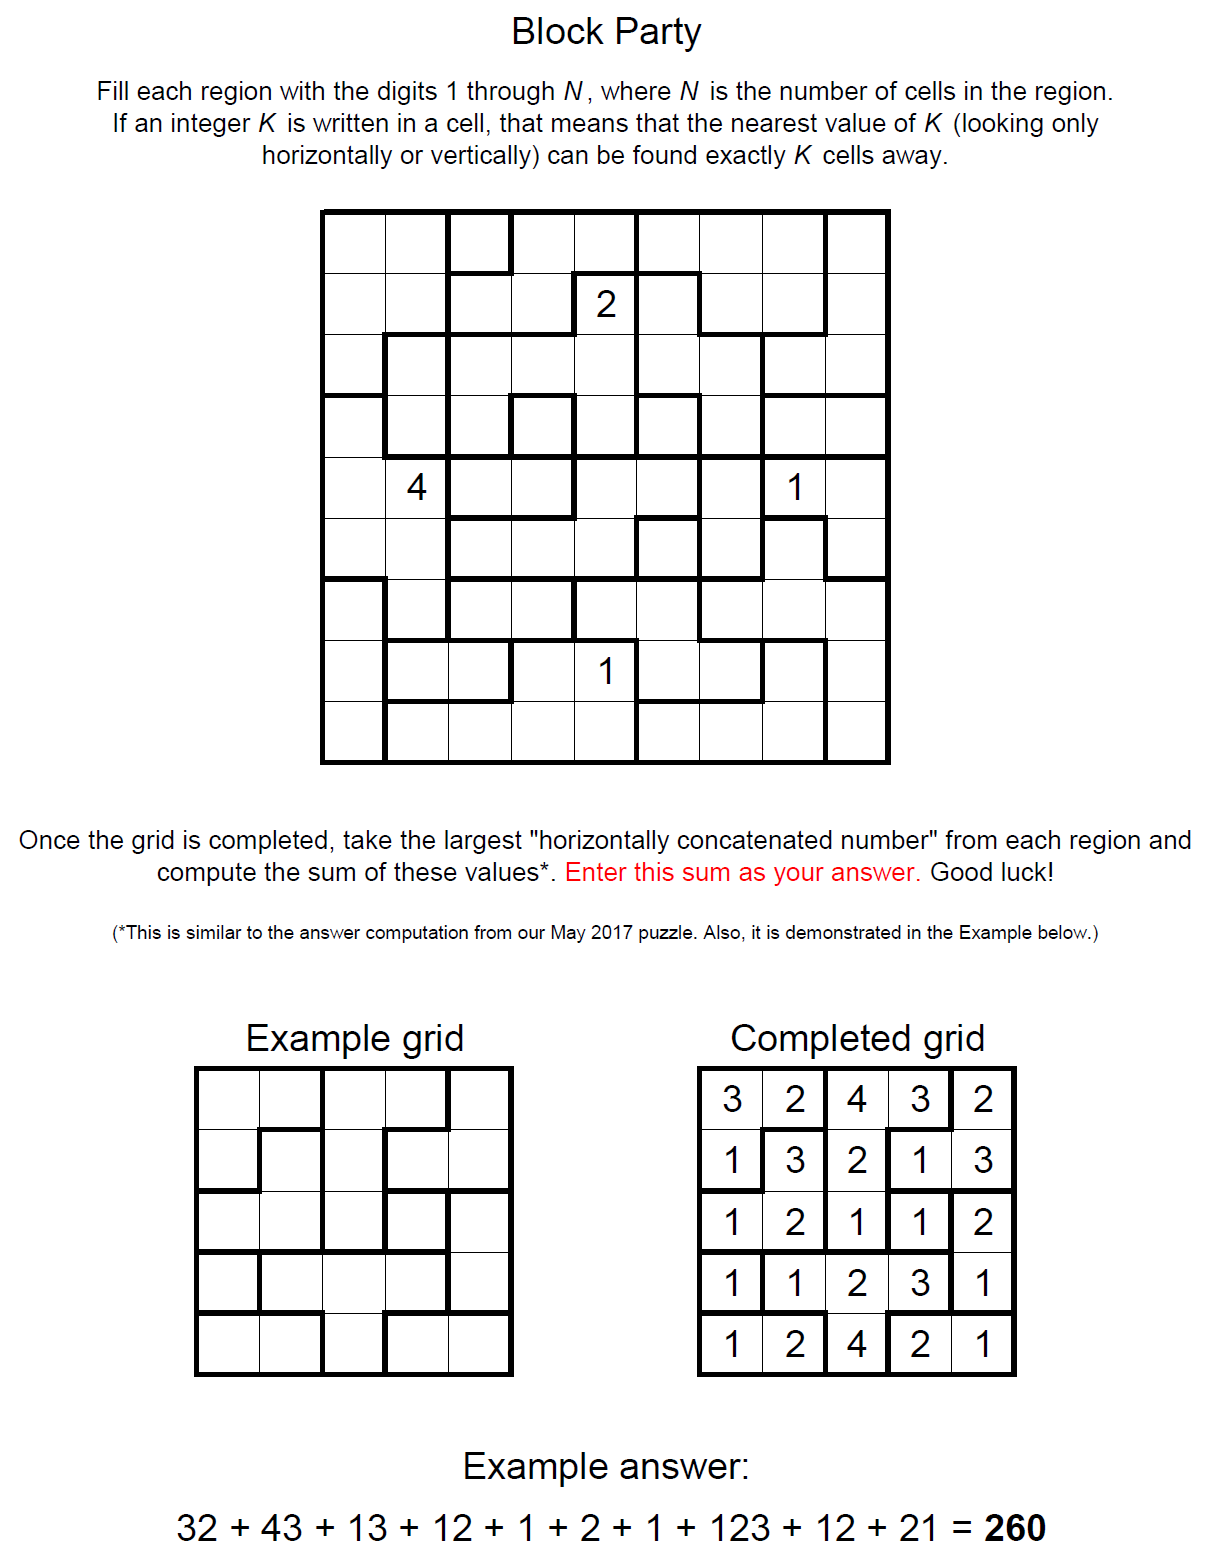 Block Party
Fill each region with the digits 1 through N, where N is the number of cells in the region.
If an integer K is written in a cell, that means that the nearest value of K (looking only
horizontally or vertically) can be found exactly K cells away.
2
4 1
1
Once the grid is completed, take the largest "horizontally concatenated number" from each region and
compute the sum of these values*. Enter this sum as your answer. Good luck!
(*This is similar to the answer computation from our May 2017 puzzle. Also, it is demonstrated in the Example below.)
Example grid
Completed grid
3 2 4 3 2
1 3 2 1 3
1 2 1 1 2
1 1 2 3 1
1 2 4 2 1
Example answer:
32 + 43 + 13 + 12 + 1 + 2 + 1 + 123 + 12 + 21 = 260